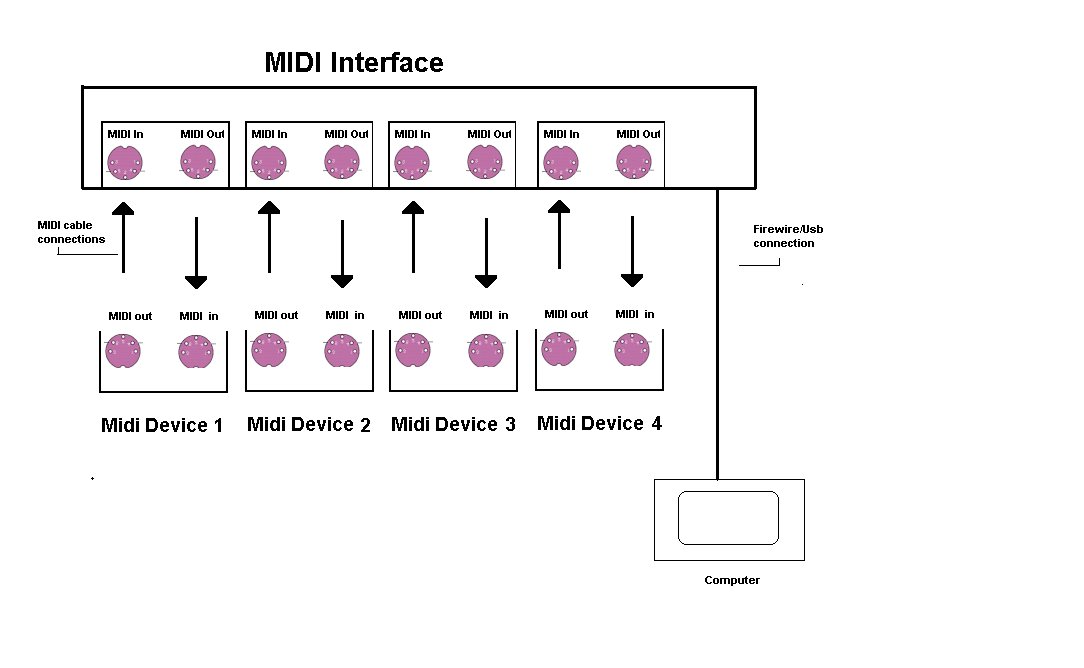 MIDI Interface
MIDI In MIDI Out MIDI In MIDI Out MIDI In MIDI Out MIDI In MIDI Out
MIDI cable
connections
Firewire/Usb
connection
MIDI out MIDI in MIDI out MIDI in MIDI out MIDI in MIDI out MIDI in
Midi Device 1 Midi Device 2 Midi Device 3 Midi Device 4
Computer